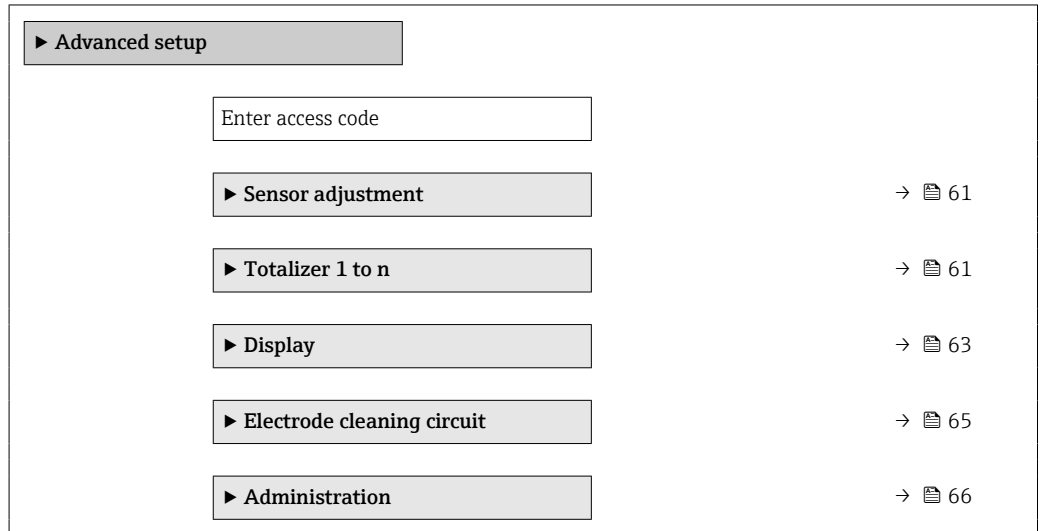 ▶ Advanced setup
Enter access code
▶ Sensor adjustment → 61
▶ Totalizer 1 to n → 61
▶ Display → 63
▶ Electrode cleaning circuit → 65
▶ Administration → 66